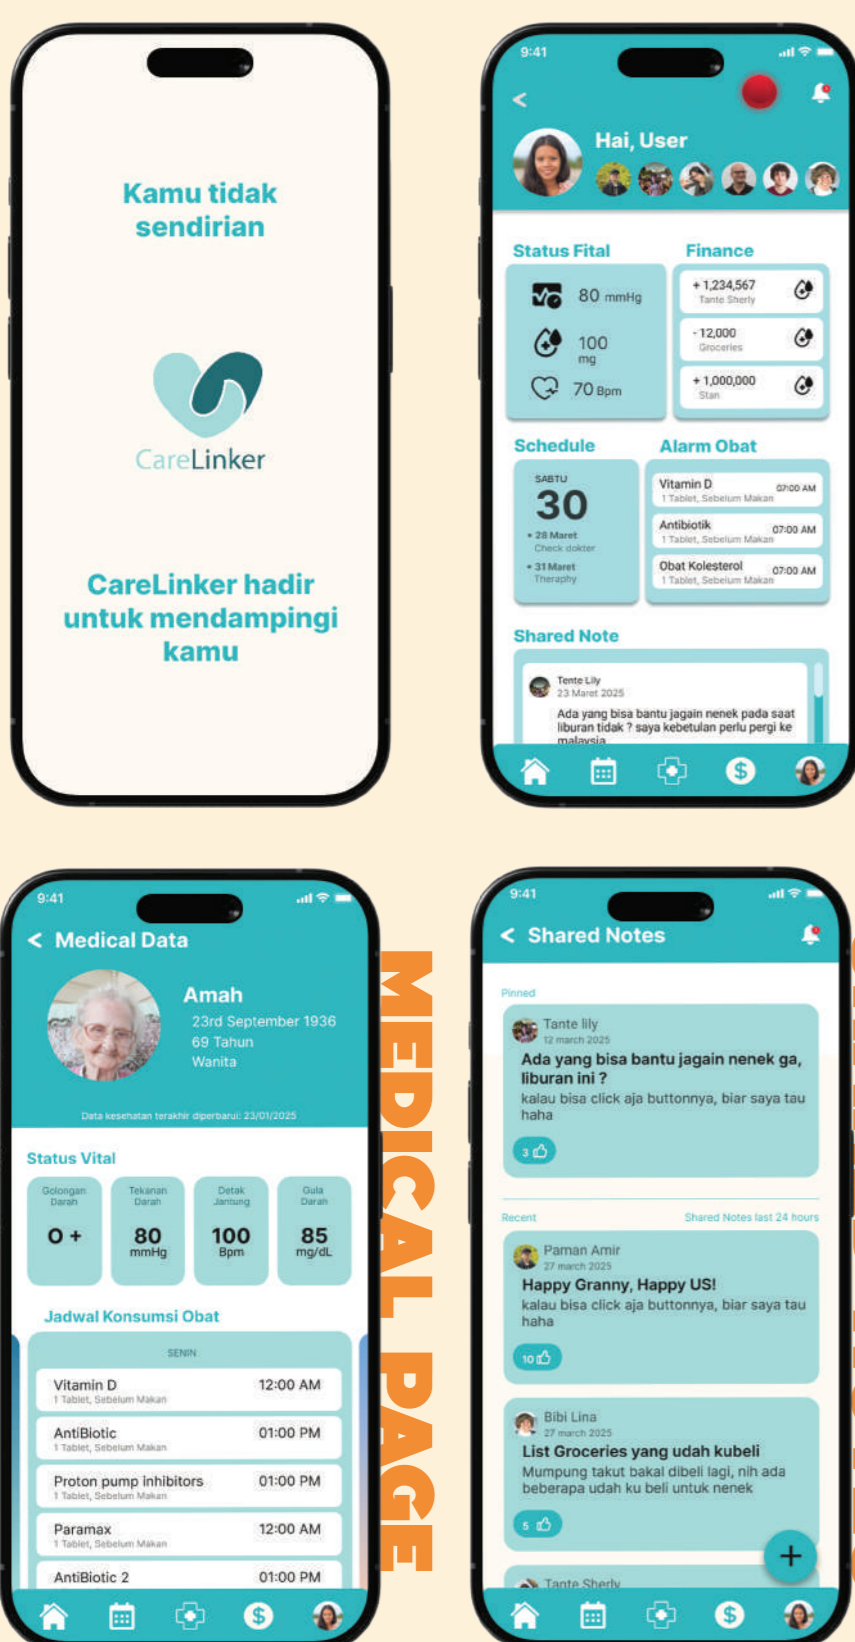 Kamu tidak
sendirian
CareLinker
CareLinker hadir
untuk mendampingi
kamu
9:41
Hai, User
Status Fital
80 mmHg
100
mg
70 Bpm
Finance
+ 1,234,567
Tante Sherly
- 12,000
Groceries
+ 1,000,000
Stan
Schedule
SABTU
30
• 28 Maret
Check dokter
• 31 Maret
Theraphy
Alarm Obat
Vitamin D
1 Tablet, Sebelum Makan
07:00 AM
Antibiotik
1 Tablet, Sebelum Makan
07:00 AM
Obat Kolesterol
1 Tablet, Sebelum Makan
07:00 AM
Shared Note
Tente Lily
23 Maret 2025
Ada yang bisa bantu jagain nenek pada saat
liburan tidak ? saya kebetulan perlu pergi ke
malaysia
9:41
< Medical Data
Amah
23rd September 1936
69 Tahun
Wanita
Data kesehatan terakhir diperbarui: 23/01/2025
Status Vital
Golongan
Darah
O +
Tekanan
Darah
80
mmHg
Detak
Jantung
100
Bpm
Gula
Darah
85
mg/dL
Jadwal Konsumsi Obat
SENIN
Vitamin D
1 Tablet, Sebelum Makan
12:00 AM
AntiBiotic
1 Tablet, Sebelum Makan
01:00 PM
Proton pump inhibitors
1 Tablet, Sebelum Makan
01:00 PM
Paramax
1 Tablet, Sebelum Makan
12:00 AM
AntiBiotic 2
01:00 PM
MEDICAL PAGE
9:41
< Shared Notes
Pinned
Tante lily
12 march 2025
Ada yang bisa bantu jagain nenek ga,
liburan ini ?
kalau bisa click aja buttonnya, biar saya tau
haha
3
Recent
Shared Notes last 24 hours
Paman Amir
27 march 2025
Happy Granny, Happy US!
kalau bisa click aja buttonnya, biar saya tau
haha
10
Bibi Lina
27 march 2025
List Groceries yang udah kubeli
Mumpung takut bakal dibeli lagi, nih ada
beberapa udah ku beli untuk nenek
5
Tante Sherly